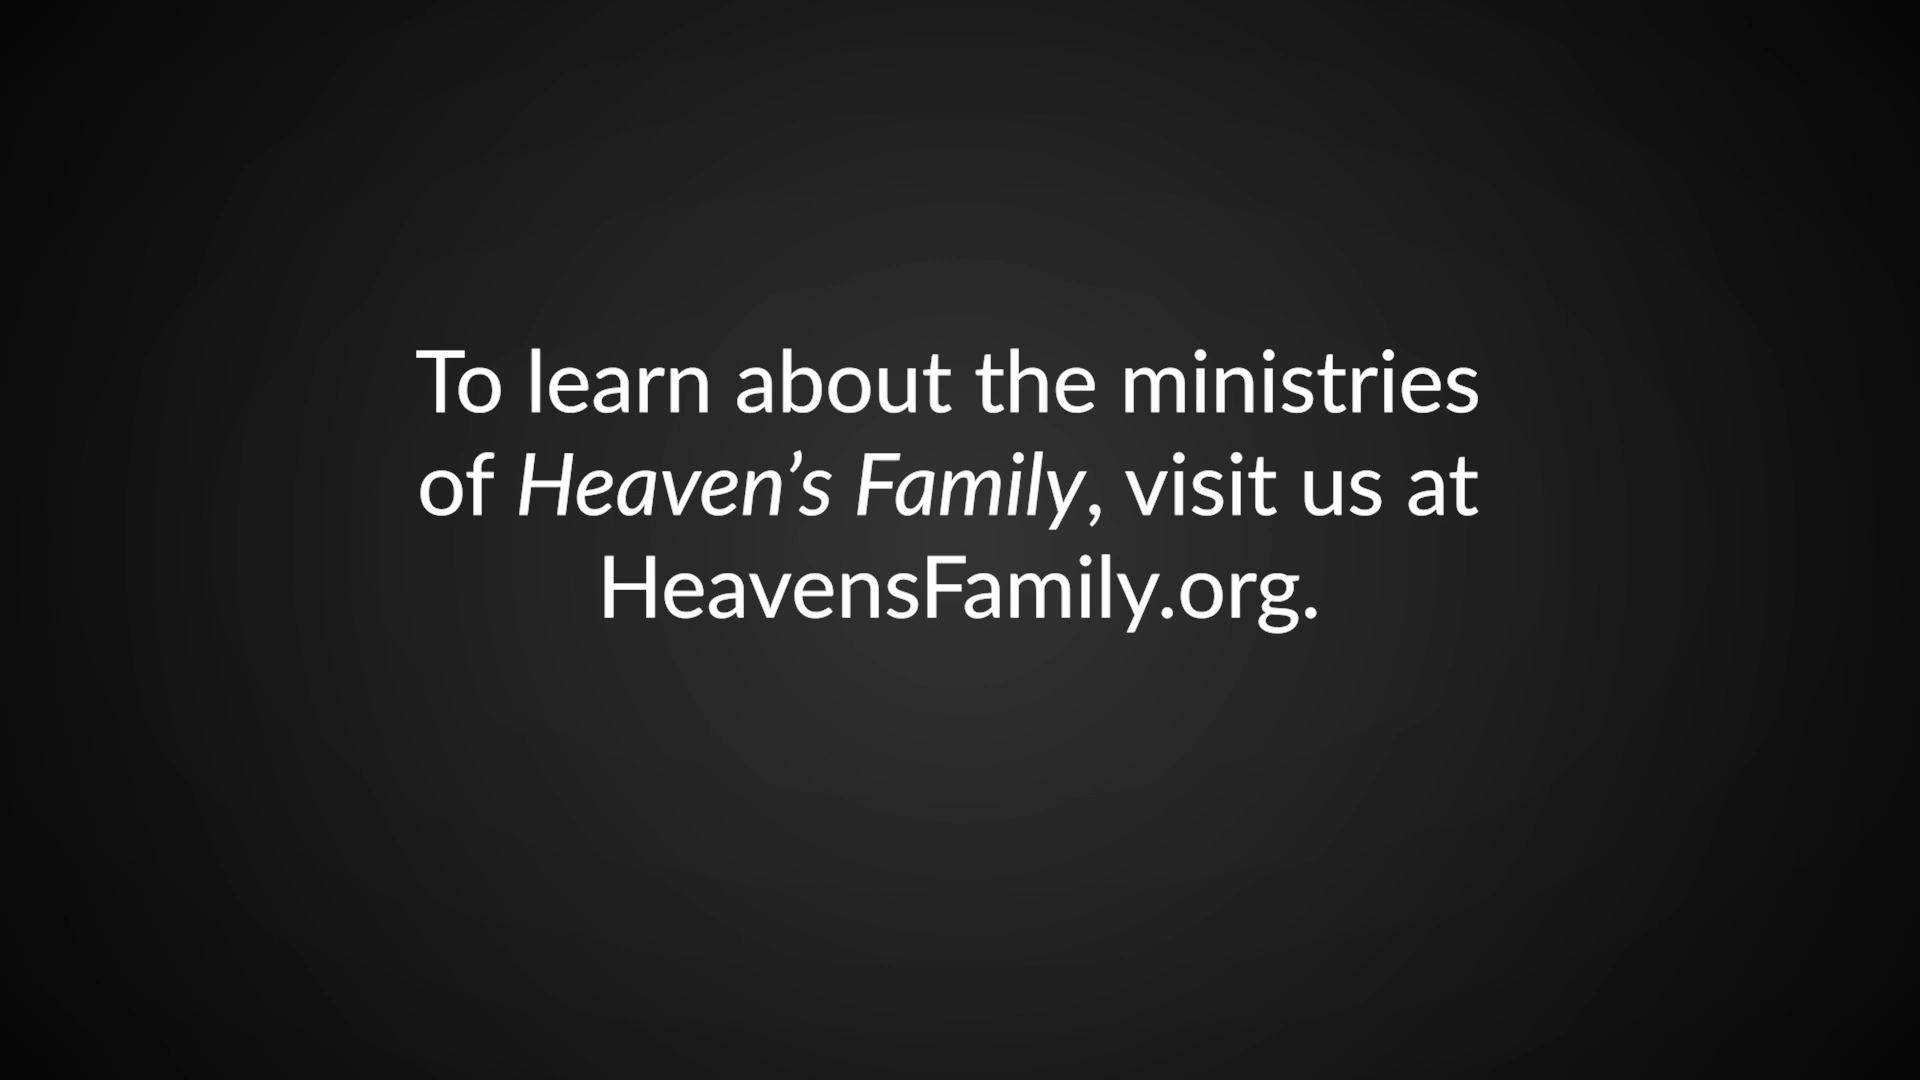 To learn about the ministries
of Heaven’s Family, visit us at
HeavensFamily.org.